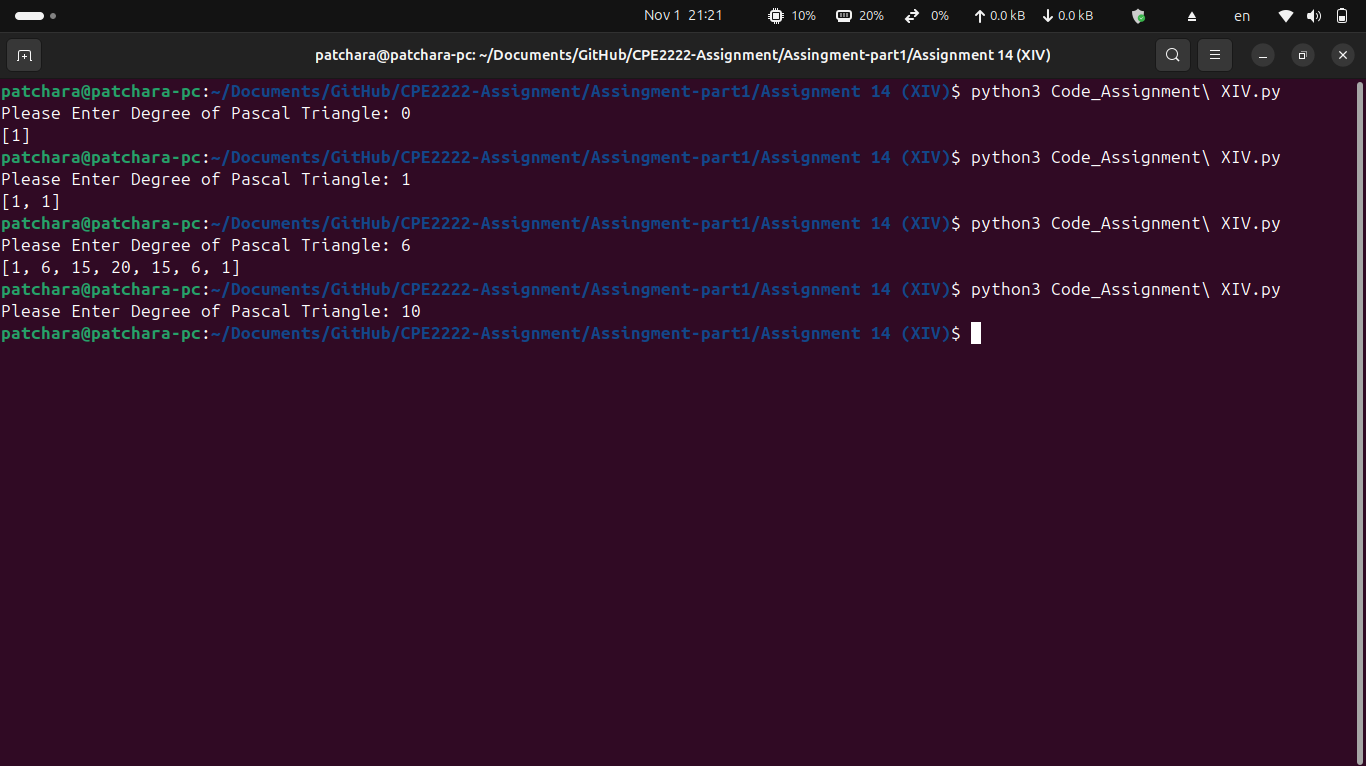 Nov 1 21:21 10% 20% 0% 0.0 kB 0.0 kB en
patchara@patchara-pc: ~/Documents/GitHub/CPE2222-Assignment/Assingment-part1/Assignment 14 (XIV)
patchara@patchara-pc:~/Documents/GitHub/CPE2222-Assignment/Assingment-part1/Assignment 14 (XIV)$ python3 Code_Assignment\ XIV.py
Please Enter Degree of Pascal Triangle: 0
[1]
patchara@patchara-pc:~/Documents/GitHub/CPE2222-Assignment/Assingment-part1/Assignment 14 (XIV)$ python3 Code_Assignment\ XIV.py
Please Enter Degree of Pascal Triangle: 1
[1, 1]
patchara@patchara-pc:~/Documents/GitHub/CPE2222-Assignment/Assingment-part1/Assignment 14 (XIV)$ python3 Code_Assignment\ XIV.py
Please Enter Degree of Pascal Triangle: 6
[1, 6, 15, 20, 15, 6, 1]
patchara@patchara-pc:~/Documents/GitHub/CPE2222-Assignment/Assingment-part1/Assignment 14 (XIV)$ python3 Code_Assignment\ XIV.py
Please Enter Degree of Pascal Triangle: 10
patchara@patchara-pc:~/Documents/GitHub/CPE2222-Assignment/Assingment-part1/Assignment 14 (XIV)$